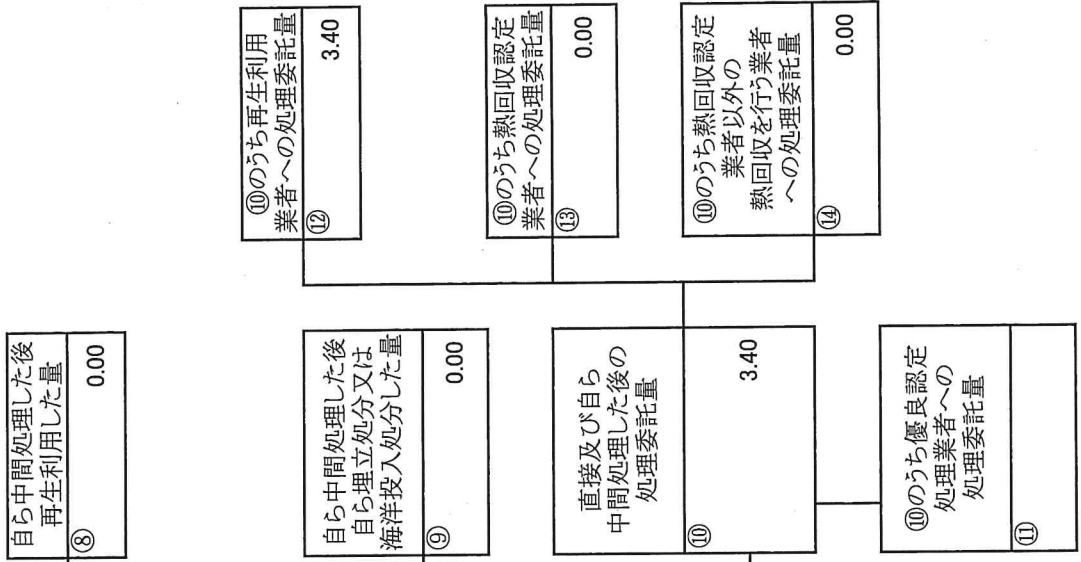 自ら中間処理した後
再生利用した量
⑧
0.00
自ら中間処理した後
自ら埋立処分又は
海洋投入処分した量
⑨
0.00
直接及び自ら
中間処理した後の
処理委託量
⑩
3.40
⑩のうち優良認定
処理業者への
処理委託量
⑪
⑩のうち再生利用
業者への処理委託量
⑫
3.40
⑩のうち熱回収認定
業者への処理委託量
⑬
0.00
⑩のうち熱回収認定
業者以外の
熱回収を行う業者
への処理委託量
⑭
0.00